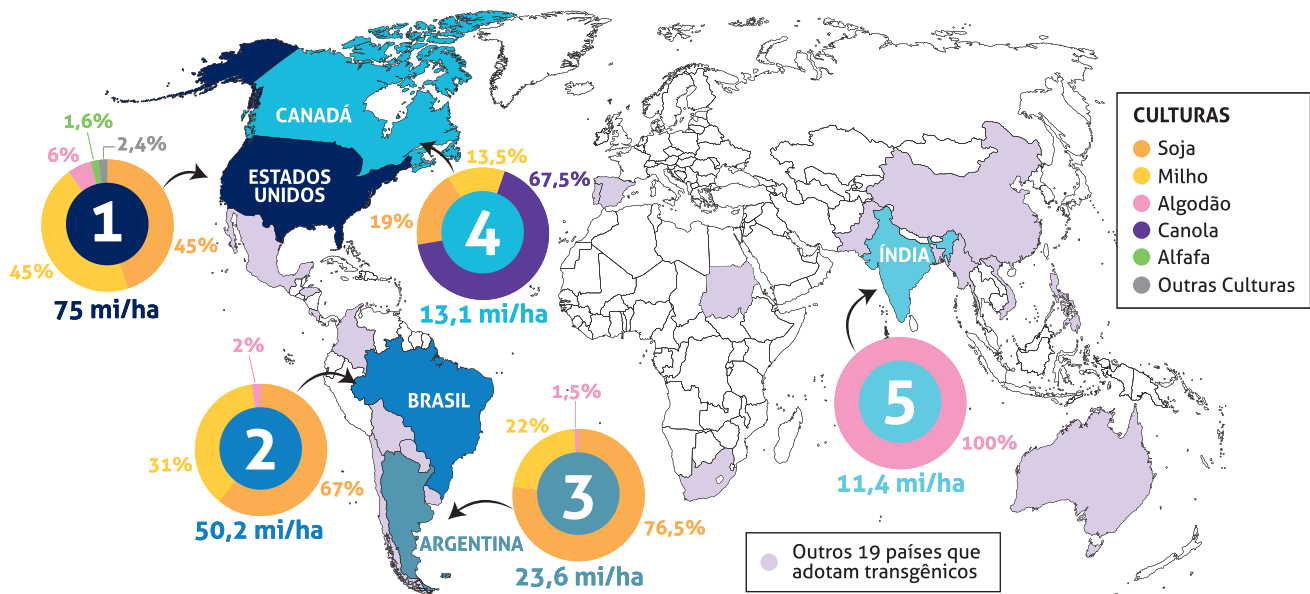 CANADÁ
ESTADOS
UNIDOS
1,6%
2,4%
6%
1
45%
45%
75 mi/ha
13,5%
67,5%
19%
4
13,1 mi/ha
2%
2
31%
67%
50,2 mi/ha
BRASIL
1,5%
22%
3
76,5%
ARGENTINA
23,6 mi/ha
ÍNDIA
5
100%
11,4 mi/ha
CULTURAS
Soja
Milho
Algodão
Canola
Alfafa
Outras Culturas
Outros 19 países que
adotam transgênicos